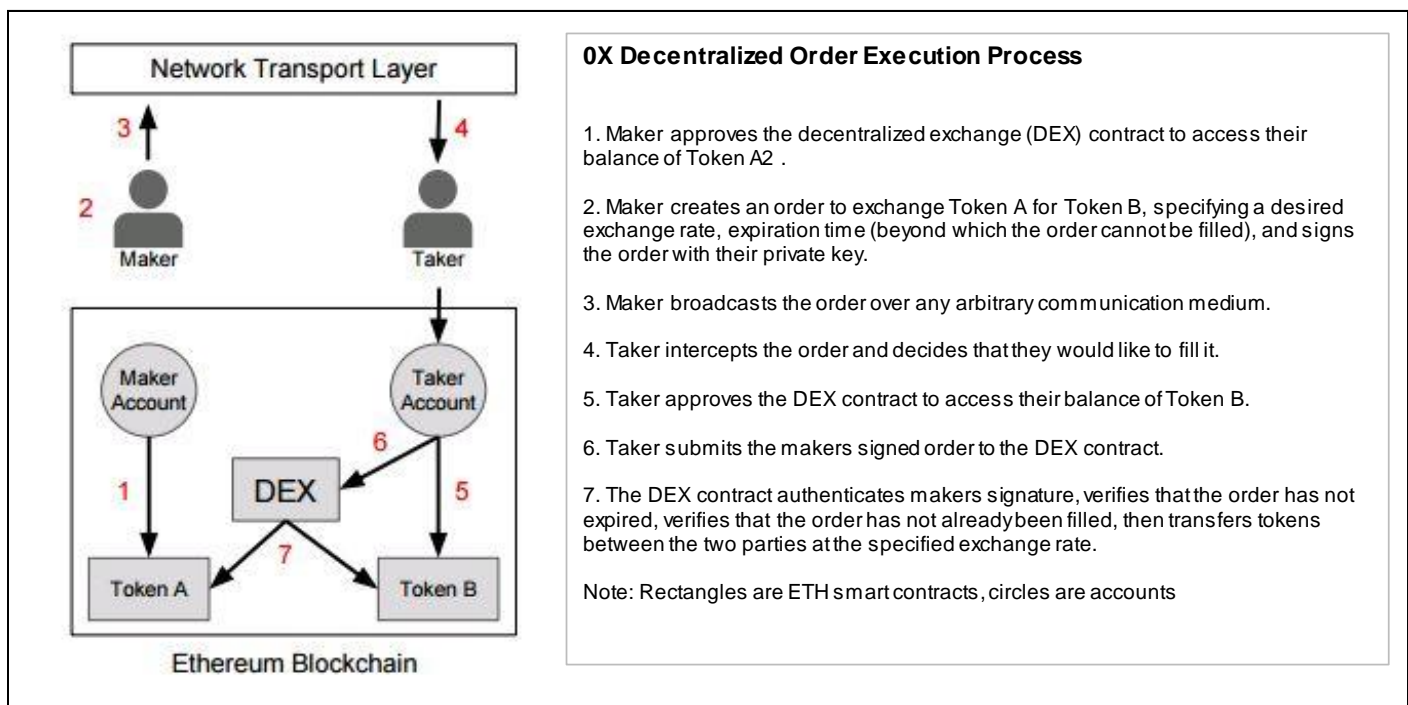 Network Transport Layer
3
4
2
Maker
Taker
Maker
Account
Taker
Account
6
1
DEX
5
7
Token A
Token B
Ethereum Blockchain
0X Decentralized Order Execution Process
1. Maker approves the decentralized exchange (DEX) contract to access their
balance of Token A2 .
2. Maker creates an order to exchange Token A for Token B, specifying a desired
exchange rate, expiration time (beyond which the order cannot be filled), and signs
the order with their private key.
3. Maker broadcasts the order over any arbitrary communication medium.
4. Taker intercepts the order and decides that they would like to fill it.
5. Taker approves the DEX contract to access their balance of Token B.
6. Taker submits the makers signed order to the DEX contract.
7. The DEX contract authenticates makers signature, verifies that the order has not
expired, verifies that the order has not already been filled, then transfers tokens
between the two parties at the specified exchange rate.
Note: Rectangles are ETH smart contracts, circles are accounts